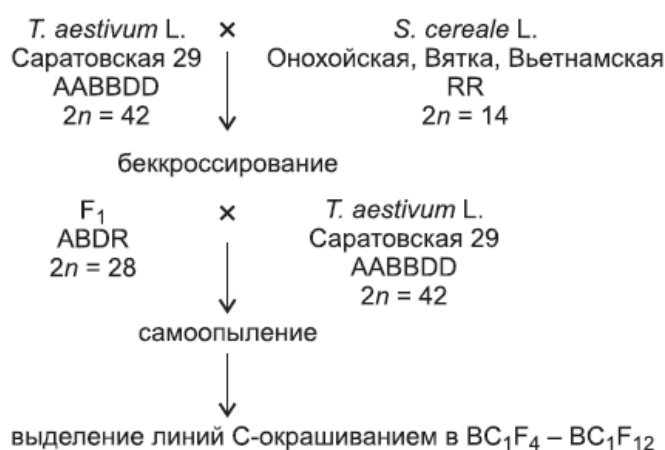 T. aestivum L. × S. cereale L.
Саратовская 29 Онохойская, Вятка, Вьетнамская
AABBDD RR
2n = 42 2n = 14
беккроссирование
F₁ × T. aestivum L.
ABDR Саратовская 29
2n = 28 AABBDD
2n = 42
самоопыление
выделение линий С-окрашиванием в BC₁F₄ – BC₁F₁₂